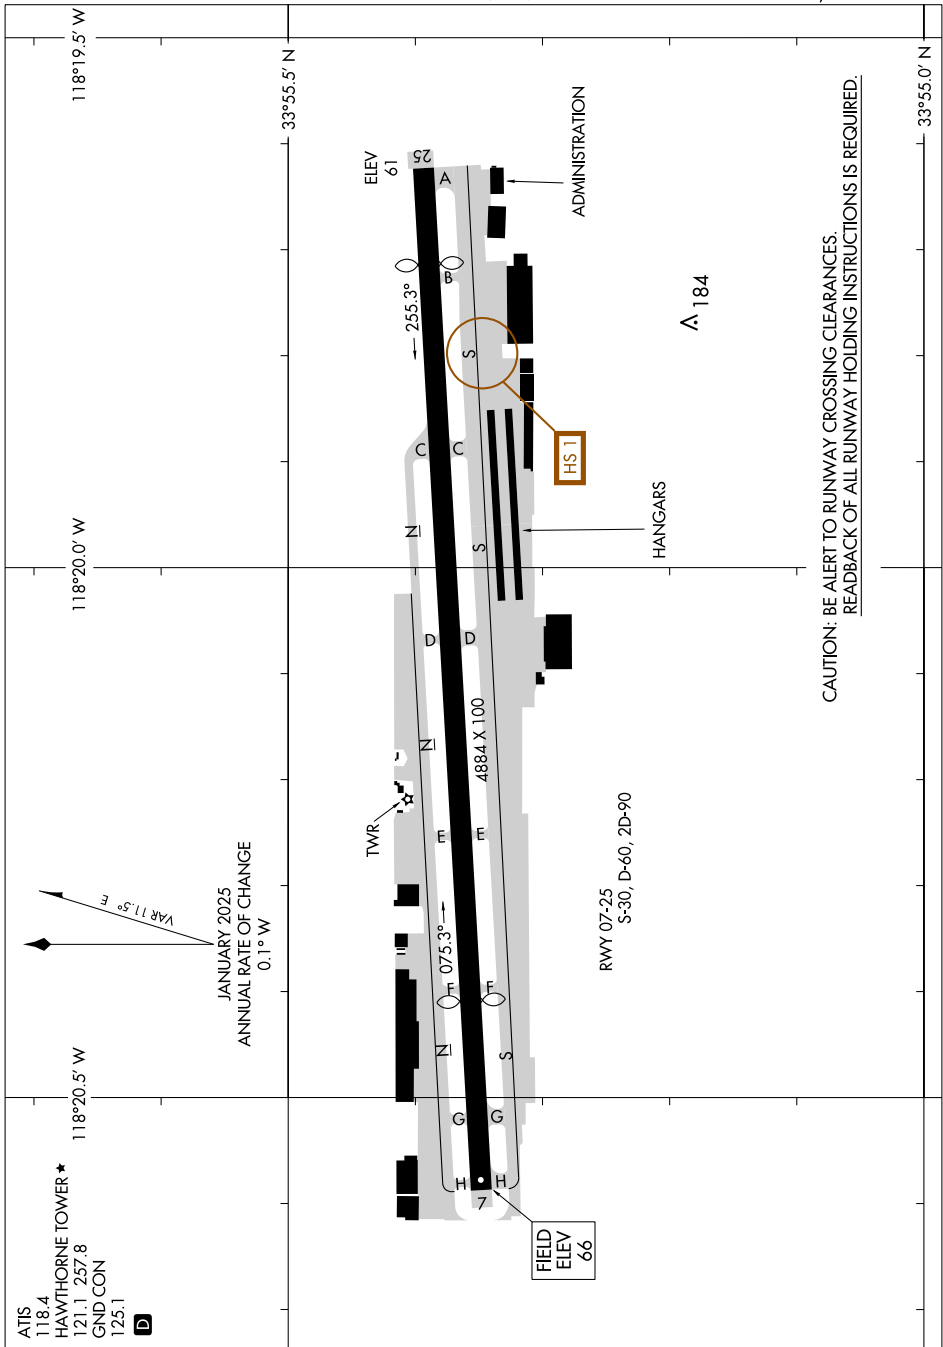 ATIS
118.4
HAWTHORNE TOWER ★
121.1 257.8
GND CON
125.1
D
118°20.5' W
118°20.0' W
118°19.5' W
33°55.5' N
33°55.0' N
VAR 11.5° E
JANUARY 2025
ANNUAL RATE OF CHANGE
0.1° W
ELEV
61
25
A
B
255.3°
S
HS 1
ADMINISTRATION
184
C
C
N
S
HANGARS
D
D
N
4884 X 100
TWR
E
E
075.3°
F
F
N
S
G
G
H
H
7
FIELD
ELEV
66
RWY 07-25
S-30, D-60, 2D-90
CAUTION: BE ALERT TO RUNWAY CROSSING CLEARANCES.
READBACK OF ALL RUNWAY HOLDING INSTRUCTIONS IS REQUIRED.